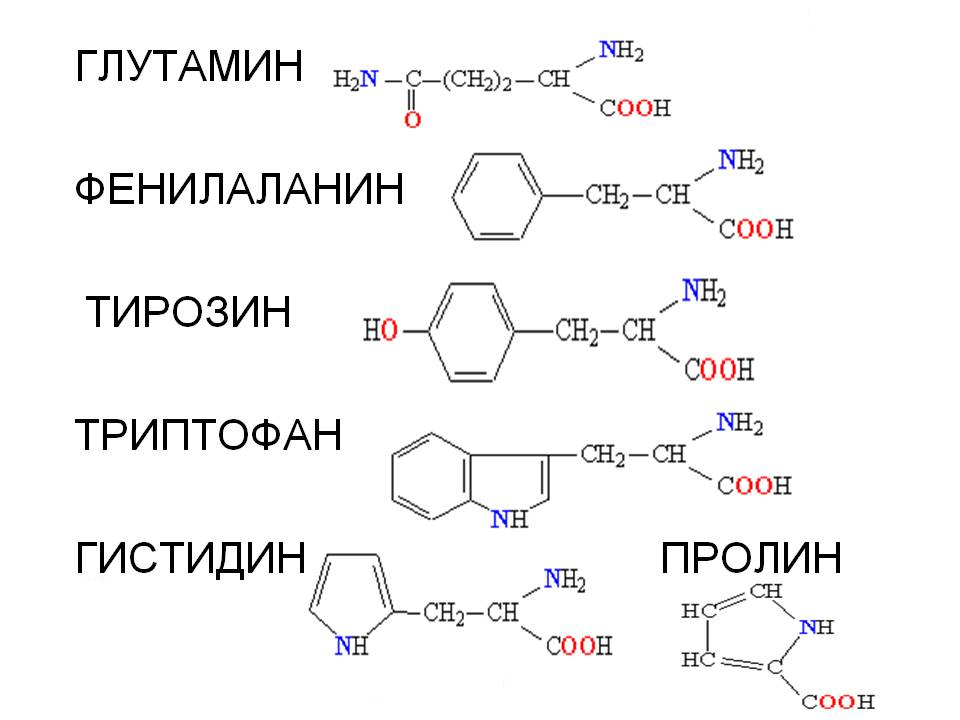 ГЛУТАМИН
H₂N–C–(CH₂)₂–CH
NH₂
O
COOH
ФЕНИЛАЛАНИН
CH₂–CH
NH₂
COOH
ТИРОЗИН
HO
CH₂–CH
NH₂
COOH
ТРИПТОФАН
CH₂–CH
NH₂
COOH
NH
ГИСТИДИН
CH₂–CH
NH₂
COOH
NH
ПРОЛИН
CH
HC
NH
HC
C
COOH